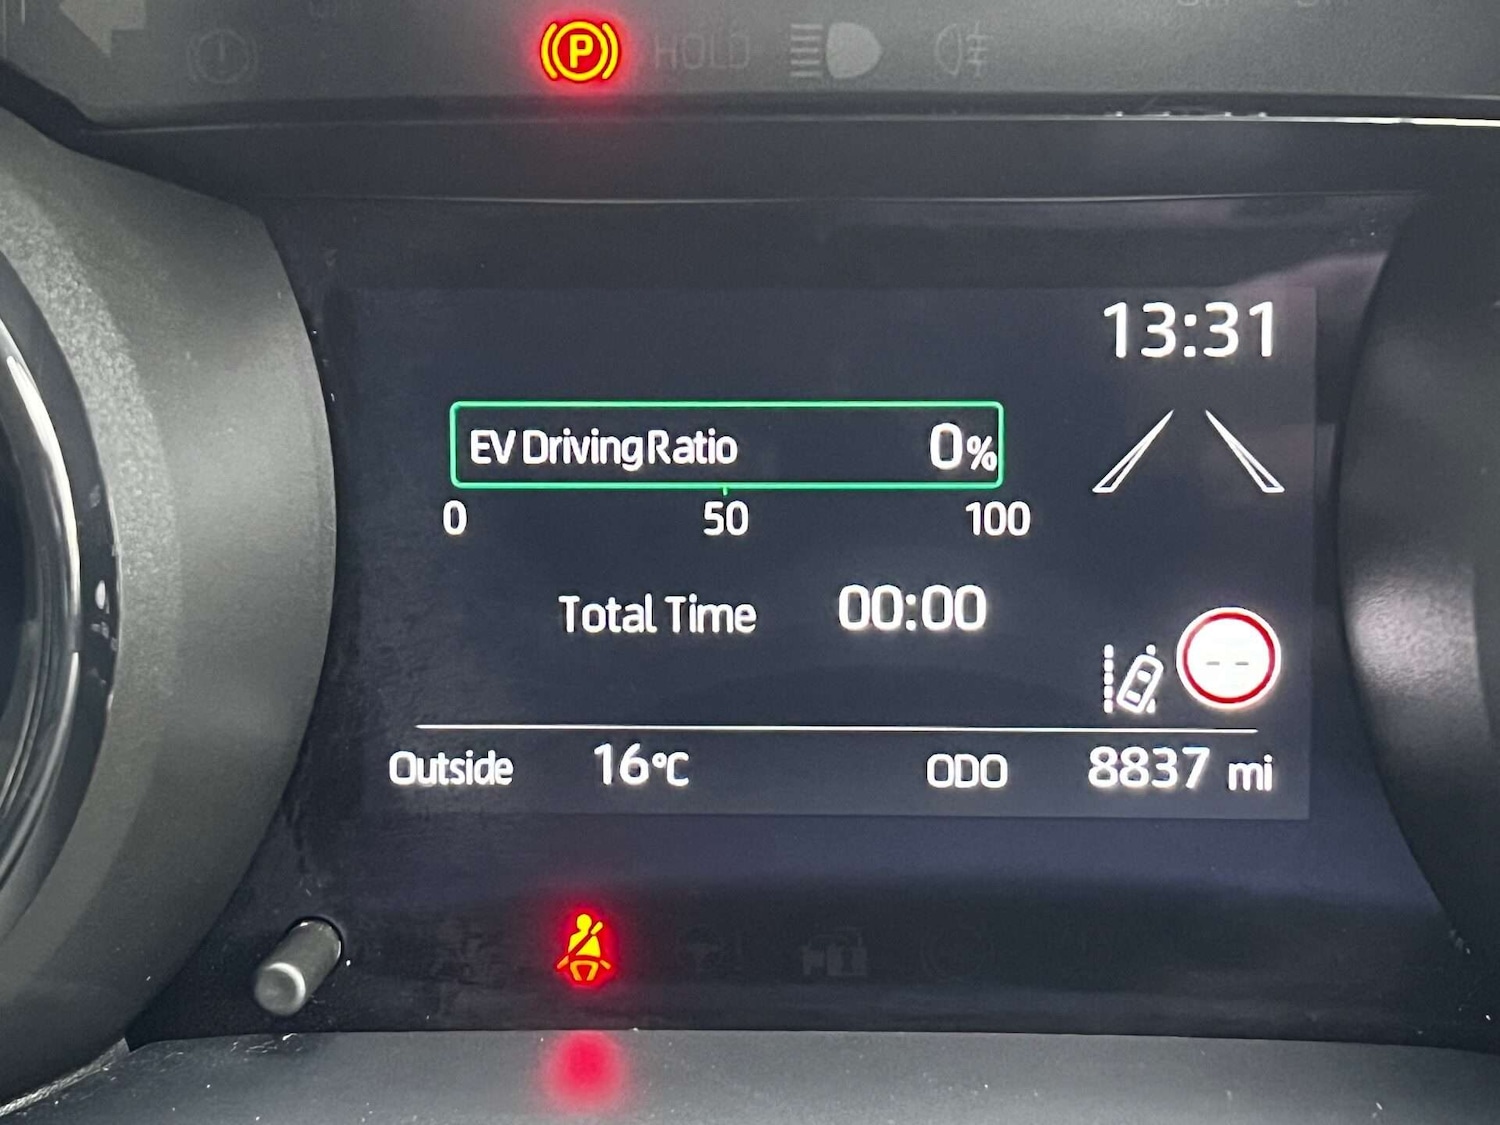 P HOLD
13:31
EV Driving Ratio 0%
0 50 100
Total Time 00:00
--
Outside 16°C ODO 8837 mi